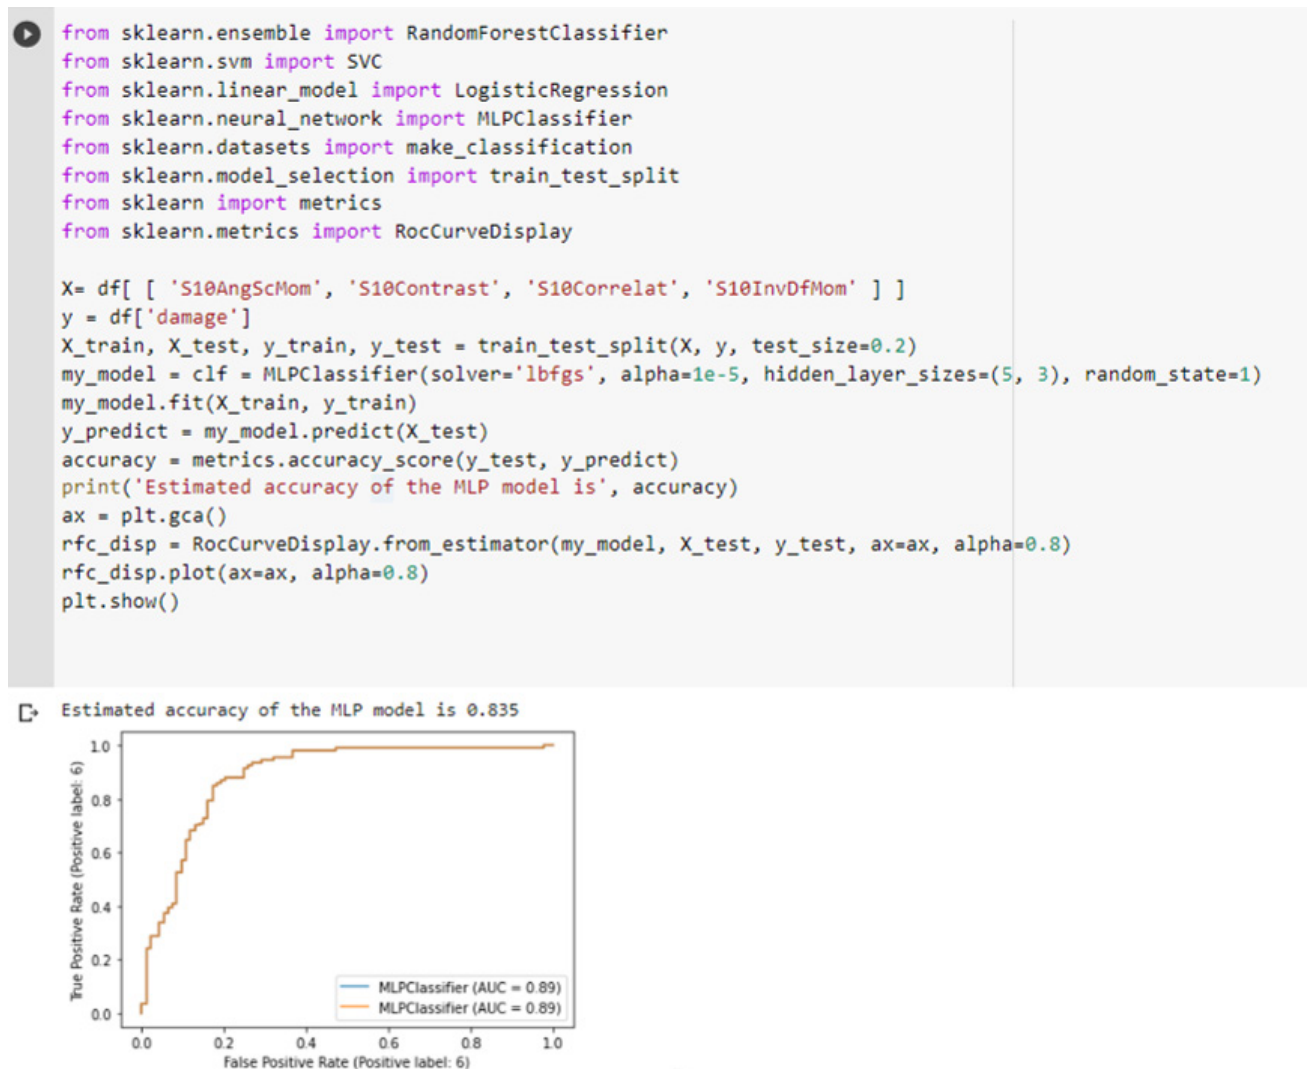 from sklearn.ensemble import RandomForestClassifier
from sklearn.svm import SVC
from sklearn.linear_model import LogisticRegression
from sklearn.neural_network import MLPClassifier
from sklearn.datasets import make_classification
from sklearn.model_selection import train_test_split
from sklearn import metrics
from sklearn.metrics import RocCurveDisplay
X= df[ [ 'S10AngScMom', 'S10Contrast', 'S10Correlat', 'S10InvDfMom' ] ]
y = df['damage']
X_train, X_test, y_train, y_test = train_test_split(X, y, test_size=0.2)
my_model = clf = MLPClassifier(solver='lbfgs', alpha=1e-5, hidden_layer_sizes=(5, 3), random_state=1)
my_model.fit(X_train, y_train)
y_predict = my_model.predict(X_test)
accuracy = metrics.accuracy_score(y_test, y_predict)
print('Estimated accuracy of the MLP model is', accuracy)
ax = plt.gca()
rfc_disp = RocCurveDisplay.from_estimator(my_model, X_test, y_test, ax=ax, alpha=0.8)
rfc_disp.plot(ax=ax, alpha=0.8)
plt.show()
Estimated accuracy of the MLP model is 0.835
True Positive Rate (Positive label: 6)
1.0
0.8
0.6
0.4
0.2
0.0
MLPClassifier (AUC = 0.89)
MLPClassifier (AUC = 0.89)
0.0 0.2 0.4 0.6 0.8 1.0
False Positive Rate (Positive label: 6)